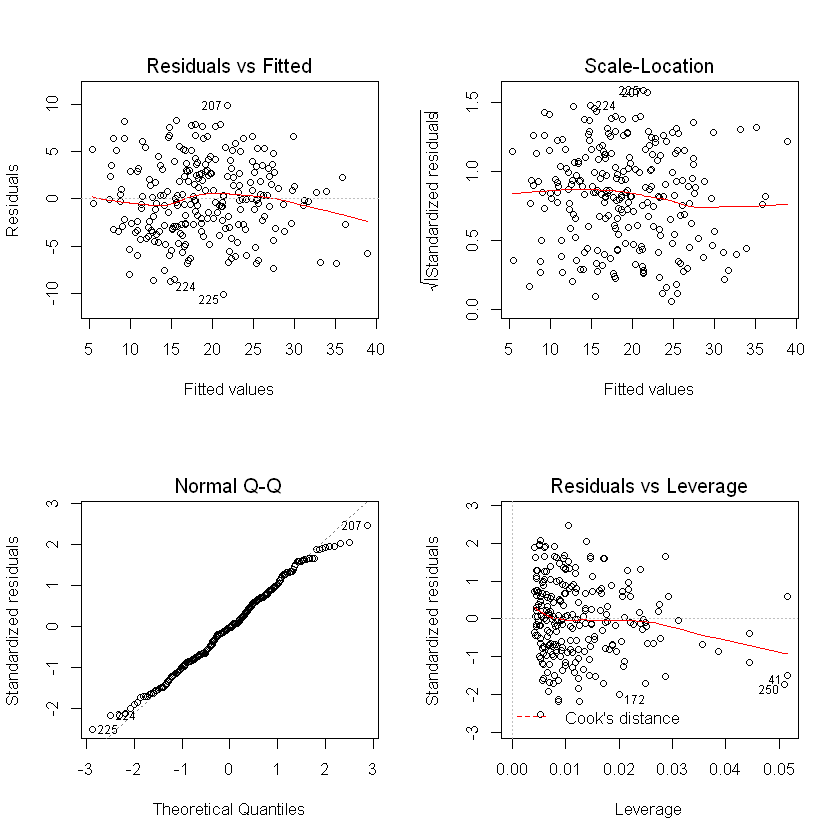 Residuals vs Fitted
Residuals
10
5
0
-5
-10
207
224
225
5 10 15 20 25 30 35 40
Fitted values
Scale-Location
√|Standardized residuals|
1.5
1.0
0.5
0.0
225
207
224
5 10 15 20 25 30 35 40
Fitted values
Normal Q-Q
Standardized residuals
3
2
1
0
-1
-2
207
224
225
-3 -2 -1 0 1 2 3
Theoretical Quantiles
Residuals vs Leverage
Standardized residuals
3
2
1
0
-1
-2
-3
41
250
172
Cook's distance
0.00 0.01 0.02 0.03 0.04 0.05
Leverage